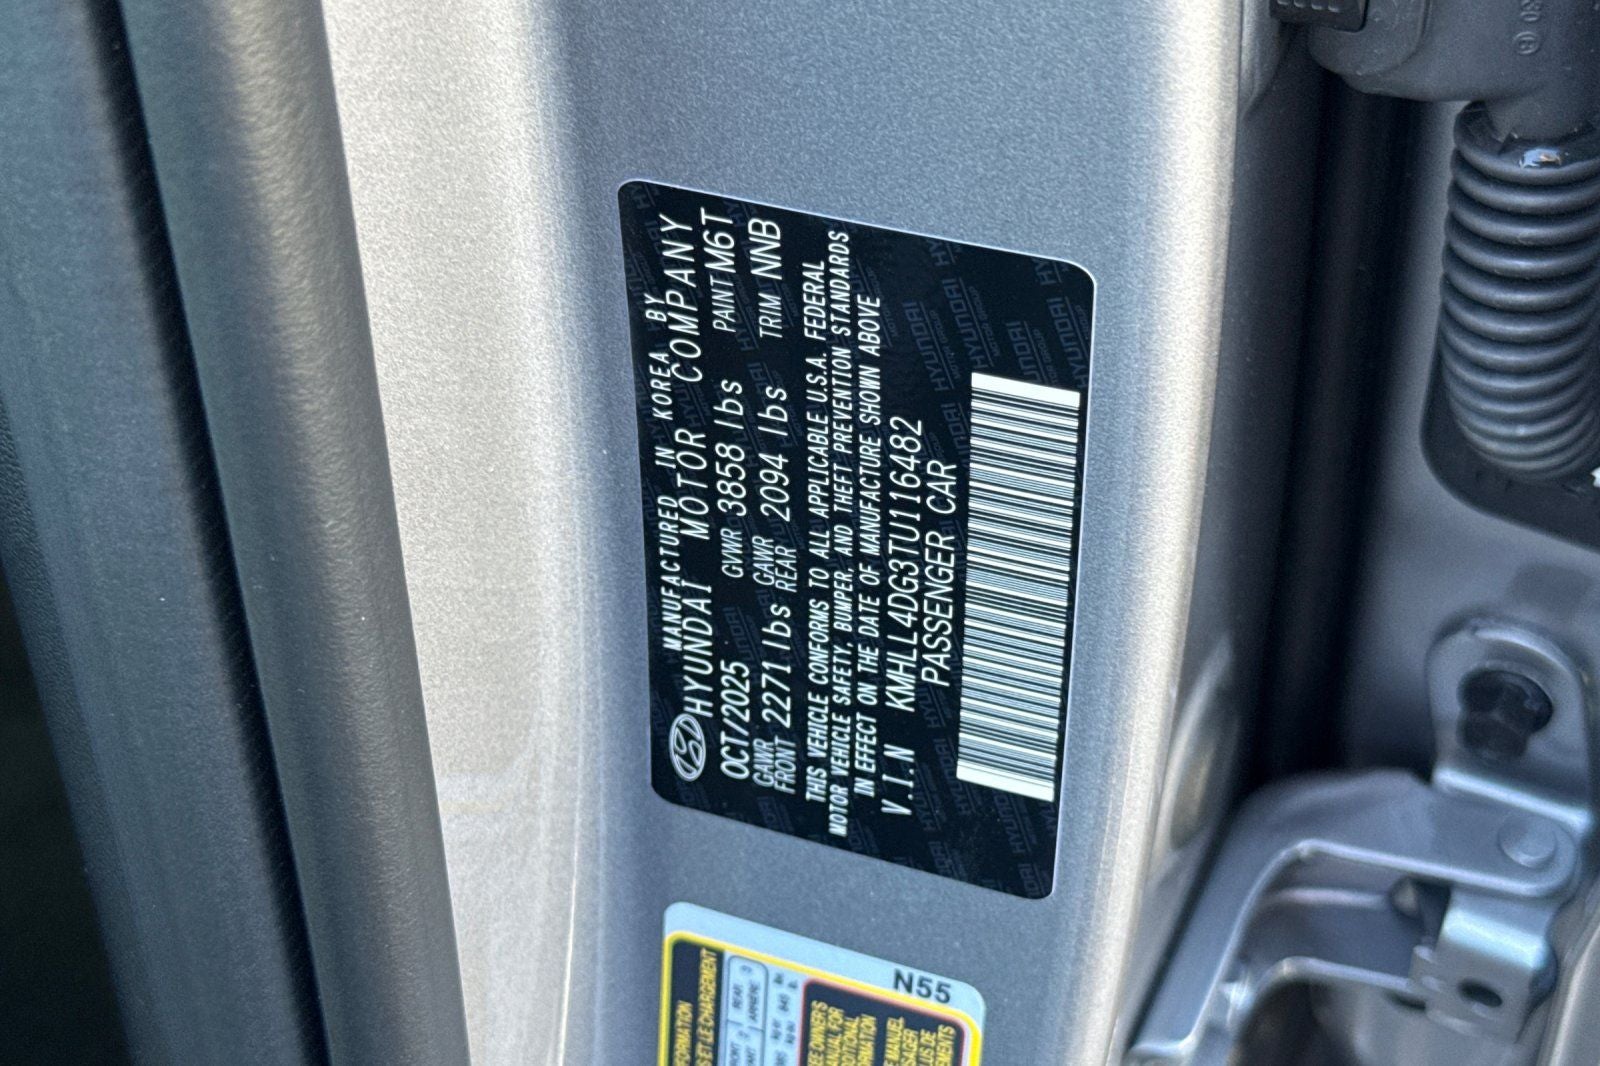 MANUFACTURED IN KOREA BY
HYUNDAI MOTOR COMPANY
OCT/2025 GVWR 3858 lbs PAINT M6T
GAWR FRONT 2271 lbs GAWR REAR 2094 lbs TRIM NNB
THIS VEHICLE CONFORMS TO ALL APPLICABLE U.S.A. FEDERAL
MOTOR VEHICLE SAFETY, BUMPER, AND THEFT PREVENTION STANDARDS
IN EFFECT ON THE DATE OF MANUFACTURE SHOWN ABOVE
V.I.N KMHLL4DG3TU116482
PASSENGER CAR
N55